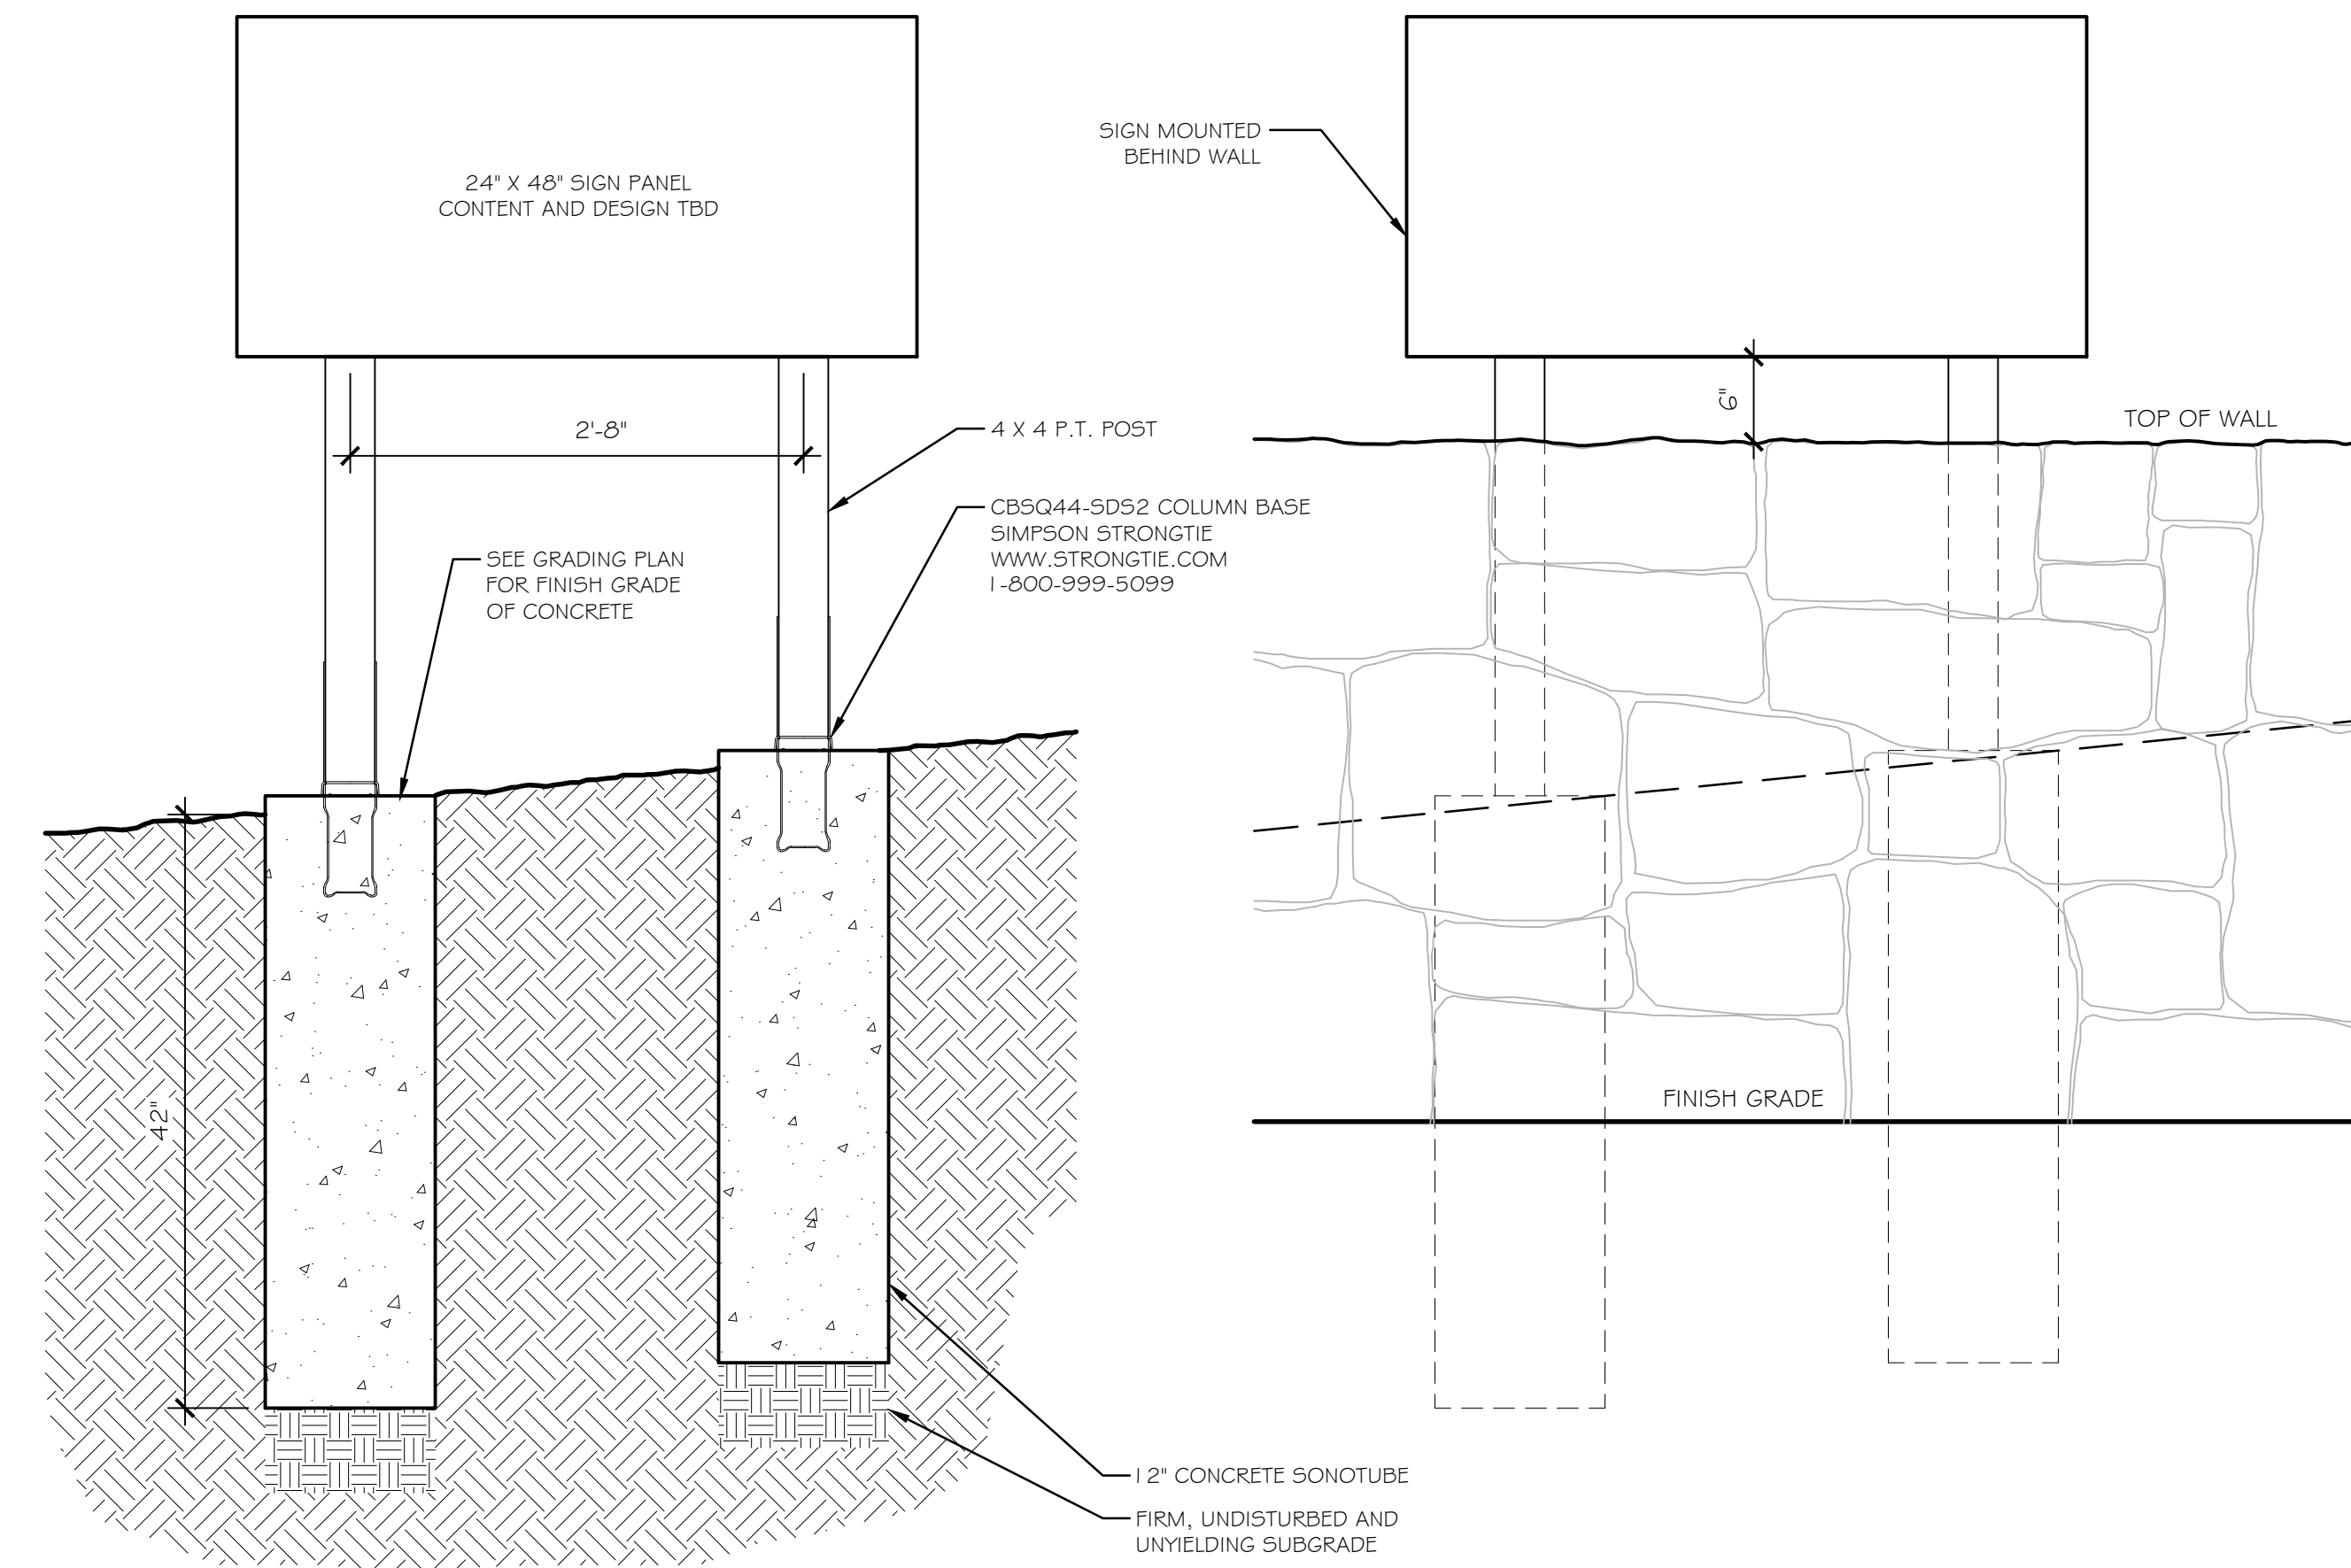 24" X 48" SIGN PANEL
CONTENT AND DESIGN TBD
2'-8"
4 X 4 P.T. POST
CBSQ44-SDS2 COLUMN BASE
SIMPSON STRONGTIE
WWW.STRONGTIE.COM
1-800-999-5099
SEE GRADING PLAN
FOR FINISH GRADE
OF CONCRETE
42"
12" CONCRETE SONOTUBE
FIRM, UNDISTURBED AND
UNYIELDING SUBGRADE
SIGN MOUNTED
BEHIND WALL
6"
TOP OF WALL
FINISH GRADE